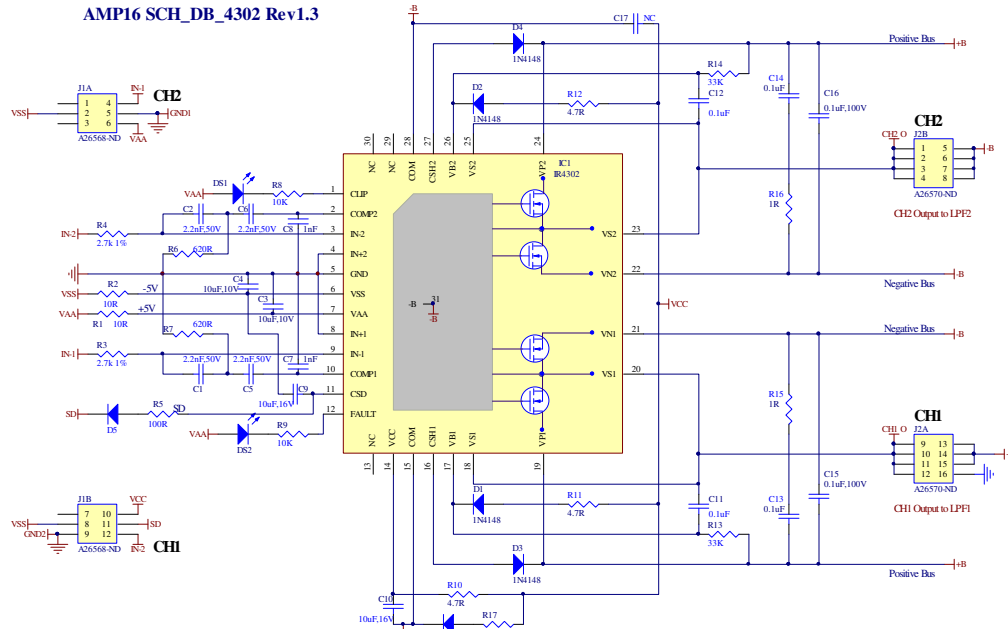 AMP16 SCH_DB_4302 Rev1.3
-B
C17 NC
D4
1N4148
Positive Bus
+B
R14
33K
D2
1N4148
R12
4.7R
C12
0.1uF
C14
0.1uF
C16
0.1uF,100V
J1A
CH2
IN-1
1 4
2 5
3 6
VSS
GND1
VAA
A26568-ND
30 29 28 27 26 25 24
NC NC COM CSH2 VB2 VS2 VP2
IC1
IR4302
CH2
CH2 O
J2B
1 5
2 6
3 7
4 8
-B
A26570-ND
CH2 Output to LPF2
DS1
VAA
R8
10K
1 CLIP
C2
2.2nF,50V
C6
2.2nF,50V
2 COMP2
C8 1nF
IN-2
R4
2.7k 1%
3 IN-2
R6 620R
4 IN+2
5 GND
R16
1R
VS2 23
VN2 22
-B
Negative Bus
C4
10uF,10V
VSS
R2
10R
-5V
6 VSS
C3
10uF,10V
VAA
R1 10R
+5V
7 VAA
-B 31
-B
VCC
R7
620R
8 IN+1
VN1 21
Negative Bus
-B
IN-1
R3
2.7k 1%
9 IN-1
2.2nF,50V
2.2nF,50V
C7
1nF
10 COMP1
VS1 20
C1
C5
C9
10uF,16V
11 CSD
R15
1R
SD
D5
R5
100R
SD
12 FAULT
VAA
DS2
R9
10K
NC VCC COM CSH1 VB1 VS1 VP1
13 14 15 16 17 18 19
CH1
CH1 O
J2A
9 13
10 14
11 15
12 16
A26570-ND
CH1 Output to LPF1
J1B
VCC
7 10
8 11
9 12
VSS
GND2
SD
IN-2
A26568-ND
CH1
D1
1N4148
R11
4.7R
C11
0.1uF
R13
33K
C13
0.1uF
C15
0.1uF,100V
D3
1N4148
+B
Positive Bus
C10
10uF,16V
R10
4.7R
R17